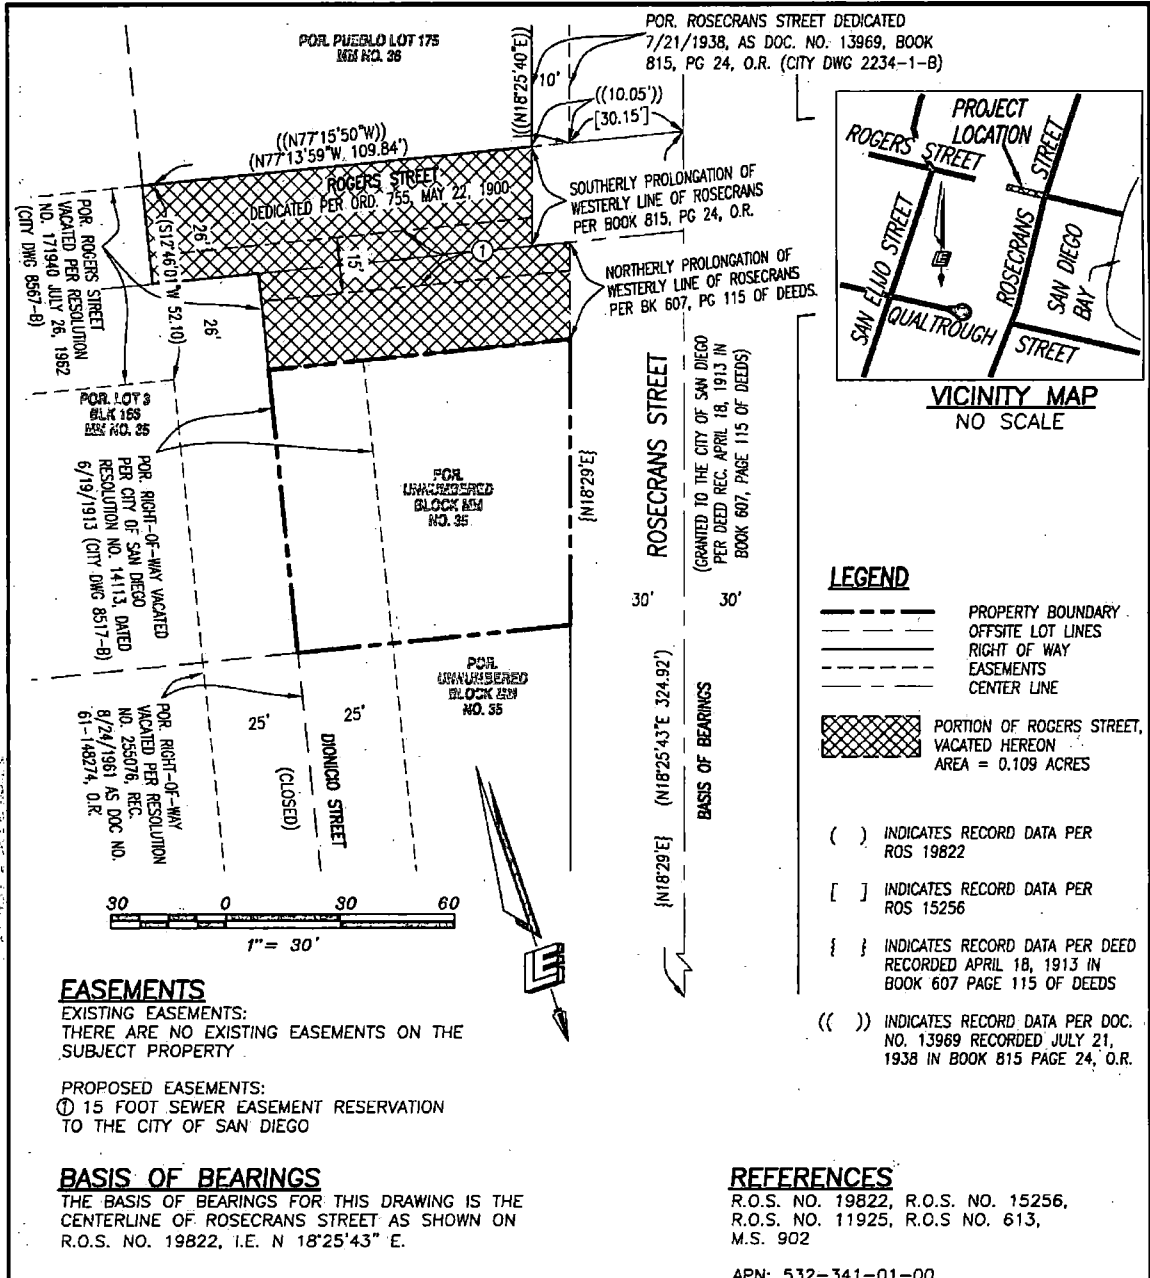 POR. PUEBLO LOT 175
MM NO. 36
((N18°25'40"E))
10'
POR. ROSECRANS STREET DEDICATED
7/21/1938, AS DOC. NO. 13969, BOOK
815, PG 24, O.R. (CITY DWG 2234-1-B)
((10.05'))
[30.15']
((N77°15'50"W))
(N77°13'59"W, 109.84')
ROGERS STREET
DEDICATED PER ORD. 755, MAY 22, 1900
SOUTHERLY PROLONGATION OF
WESTERLY LINE OF ROSECRANS
PER BOOK 815, PG 24, O.R.
NORTHERLY PROLONGATION OF
WESTERLY LINE OF ROSECRANS
PER BK 607, PG 115 OF DEEDS.
(S12°46'01"W 52.10)
26'
15'
1
26'
POR. ROGERS STREET
VACATED PER RESOLUTION
NO. 171940 JULY 26, 1962
(CITY DWG 8567-B)
POR. LOT 3
BLK 165
MM NO. 35
POR. RIGHT-OF-WAY VACATED
PER CITY OF SAN DIEGO
RESOLUTION NO. 14113, DATED
6/19/1913 (CITY DWG 8517-B)
POR.
UNNUMBERED
BLOCK MM
NO. 35
{N18°29'E}
ROSECRANS STREET
(GRANTED TO THE CITY OF SAN DIEGO
PER DEED REC. APRIL 18, 1913 IN
BOOK 607, PAGE 115 OF DEEDS)
30'
30'
POR.
UNNUMBERED
BLOCK MM
NO. 35
25'
25'
POR. RIGHT-OF-WAY
VACATED PER RESOLUTION
NO. 255076, REC.
8/24/1961 AS DOC NO.
61-148274, O.R.
DIONICIO STREET
(CLOSED)
(N18°25'43"E 324.92')
BASIS OF BEARINGS
{N18°29'E}
PROJECT
LOCATION
ROGERS STREET
STREET
ROSECRANS
SAN ELIJO STREET
SAN DIEGO
BAY
QUALTROUGH STREET
VICINITY MAP
NO SCALE
LEGEND
PROPERTY BOUNDARY
OFFSITE LOT LINES
RIGHT OF WAY
EASEMENTS
CENTER LINE
PORTION OF ROGERS STREET,
VACATED HEREON
AREA = 0.109 ACRES
( ) INDICATES RECORD DATA PER
ROS 19822
[ ] INDICATES RECORD DATA PER
ROS 15256
{ } INDICATES RECORD DATA PER DEED
RECORDED APRIL 18, 1913 IN
BOOK 607 PAGE 115 OF DEEDS
(( )) INDICATES RECORD DATA PER DOC.
NO. 13969 RECORDED JULY 21,
1938 IN BOOK 815 PAGE 24, O.R.
30 0 30 60
1"= 30'
EASEMENTS
EXISTING EASEMENTS:
THERE ARE NO EXISTING EASEMENTS ON THE
SUBJECT PROPERTY
PROPOSED EASEMENTS:
① 15 FOOT SEWER EASEMENT RESERVATION
TO THE CITY OF SAN DIEGO
BASIS OF BEARINGS
THE BASIS OF BEARINGS FOR THIS DRAWING IS THE
CENTERLINE OF ROSECRANS STREET AS SHOWN ON
R.O.S. NO. 19822, I.E. N 18°25'43" E.
REFERENCES
R.O.S. NO. 19822, R.O.S. NO. 15256,
R.O.S. NO. 11925, R.O.S NO. 613,
M.S. 902
APN: 532-341-01-00